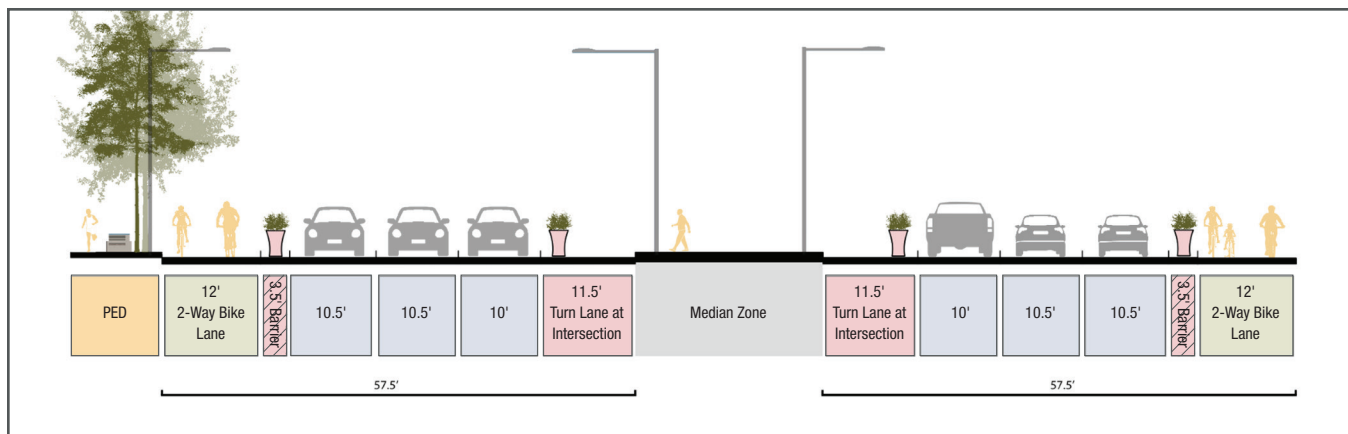 PED
12'
2-Way Bike
Lane
3.5' Barrier
10.5'
10.5'
10'
11.5'
Turn Lane at
Intersection
Median Zone
11.5'
Turn Lane at
Intersection
10'
10.5'
10.5'
3.5' Barrier
12'
2-Way Bike
Lane
57.5'
57.5'